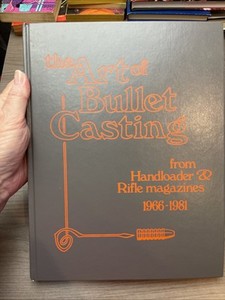 The Art of
Bullet
Casting
from
Handloader &
Rifle magazines
1966-1981